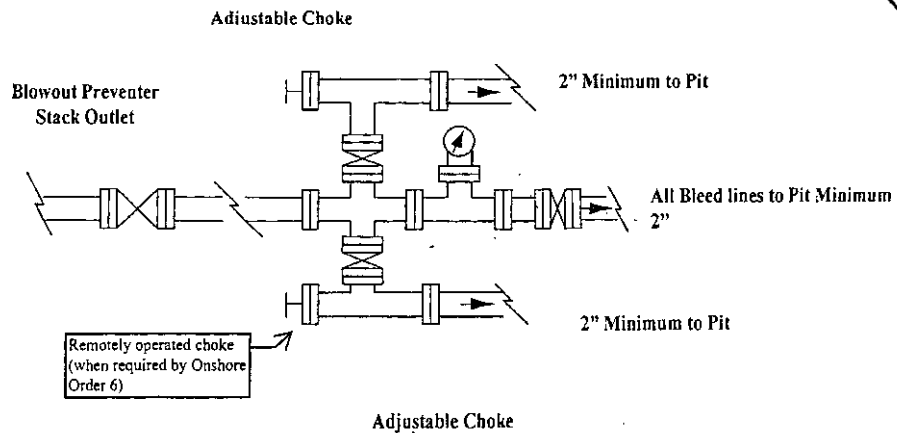 Adjustable Choke
Blowout Preventer
Stack Outlet
2” Minimum to Pit
All Bleed lines to Pit Minimum
2”
2” Minimum to Pit
Remotely operated choke
(when required by Onshore
Order 6)
Adjustable Choke